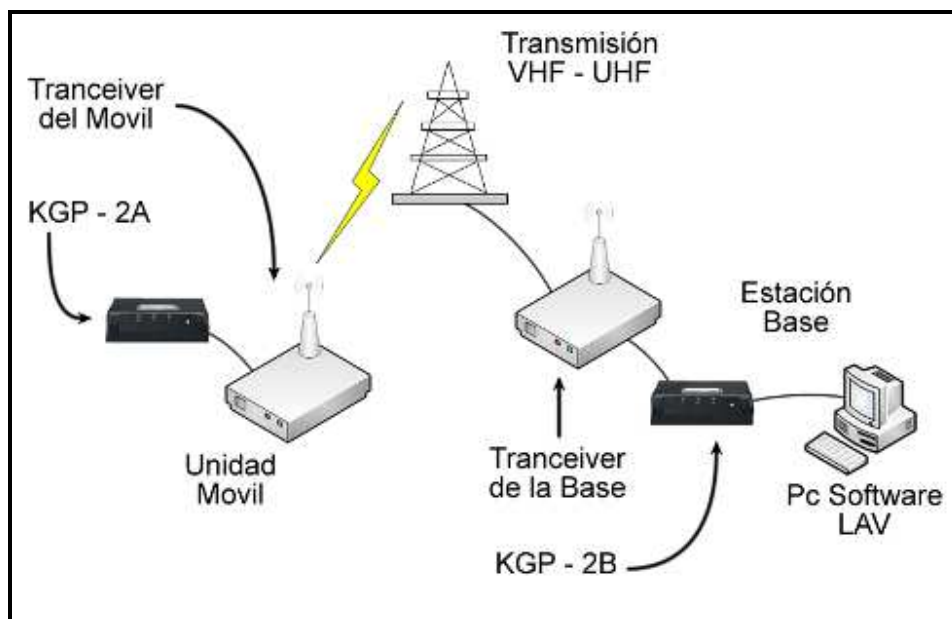 Transmisión
VHF - UHF
Tranceiver
del Movil
KGP - 2A
Estación
Base
Unidad
Movil
Tranceiver
de la Base
Pc Software
LAV
KGP - 2B